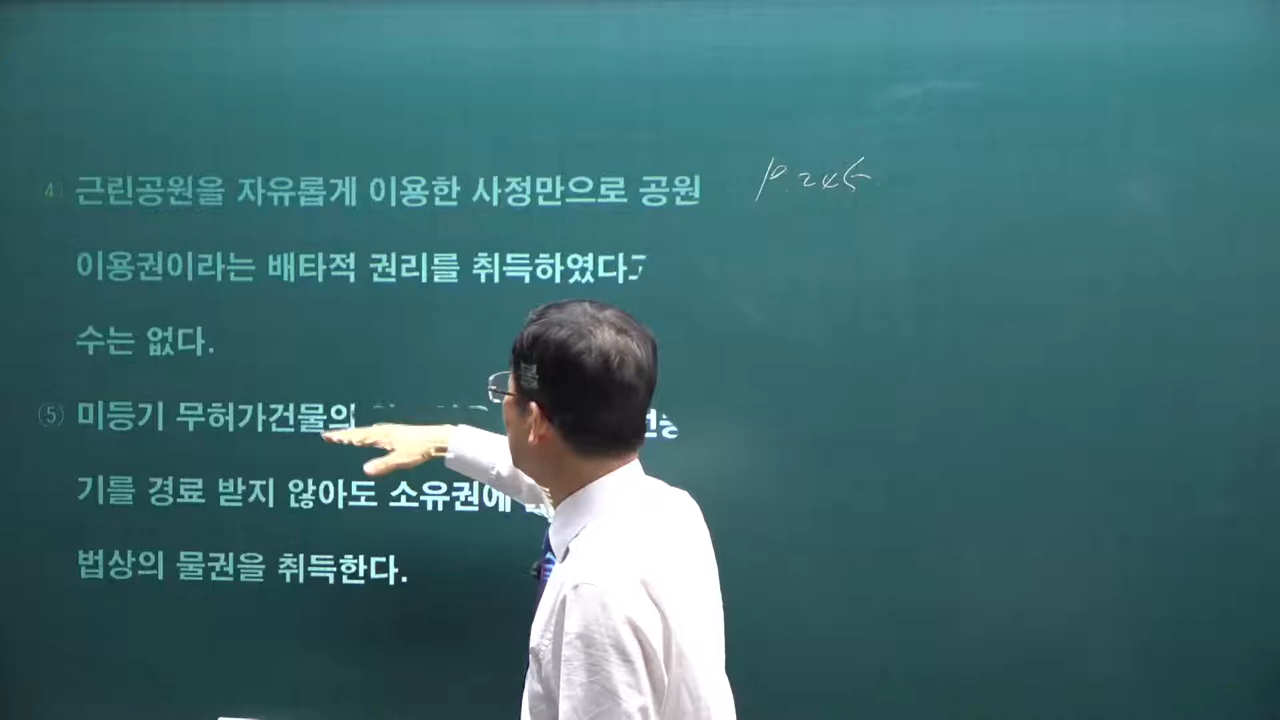 ④ 근린공원을 자유롭게 이용한 사정만으로 공원 p.245
이용권이라는 배타적 권리를 취득하였다고
수는 없다.
⑤ 미등기 무허가건물의
기를 경료 받지 않아도 소유권에
법상의 물권을 취득한다.